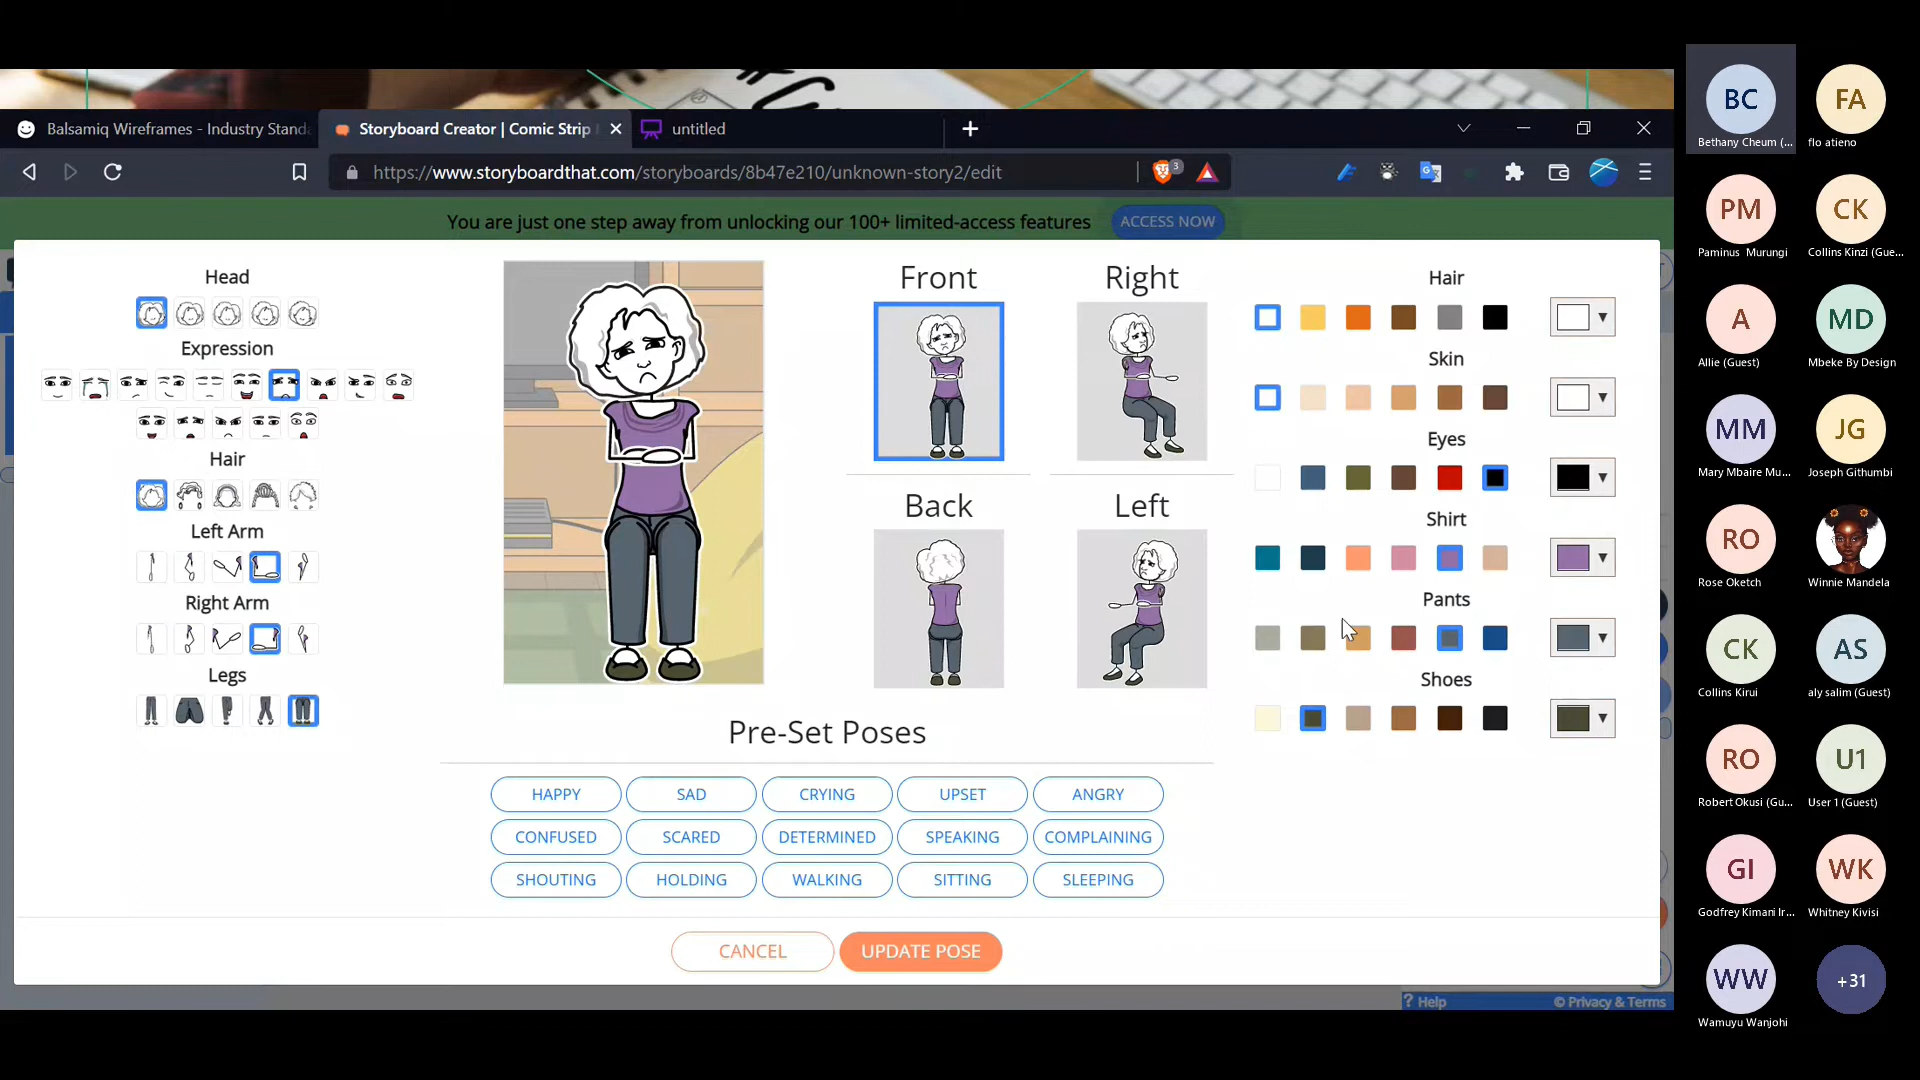 Balsamiq Wireframes - Industry Stand
Storyboard Creator | Comic Strip
untitled
https://www.storyboardthat.com/storyboards/8b47e210/unknown-story2/edit
3
You are just one step away from unlocking our 100+ limited-access features
ACCESS NOW
Head
Expression
Hair
Left Arm
Right Arm
Legs
Front
Right
Back
Left
Hair
Skin
Eyes
Shirt
Pants
Shoes
Pre-Set Poses
HAPPY SAD CRYING UPSET ANGRY
CONFUSED SCARED DETERMINED SPEAKING COMPLAINING
SHOUTING HOLDING WALKING SITTING SLEEPING
CANCEL UPDATE POSE
? Help
© Privacy & Terms
BC
Bethany Cheum (...
FA
flo atieno
PM
Paminus Murungi
CK
Collins Kinzi (Gue...
A
Allie (Guest)
MD
Mbeke By Design
MM
Mary Mbaire Mu...
JG
Joseph Githumbi
RO
Rose Oketch
Winnie Mandela
CK
Collins Kirui
AS
aly salim (Guest)
RO
Robert Okusi (Gu...
U1
User 1 (Guest)
GI
Godfrey Kimani Ir...
WK
Whitney Kivisi
WW
Wamuyu Wanjohi
+31